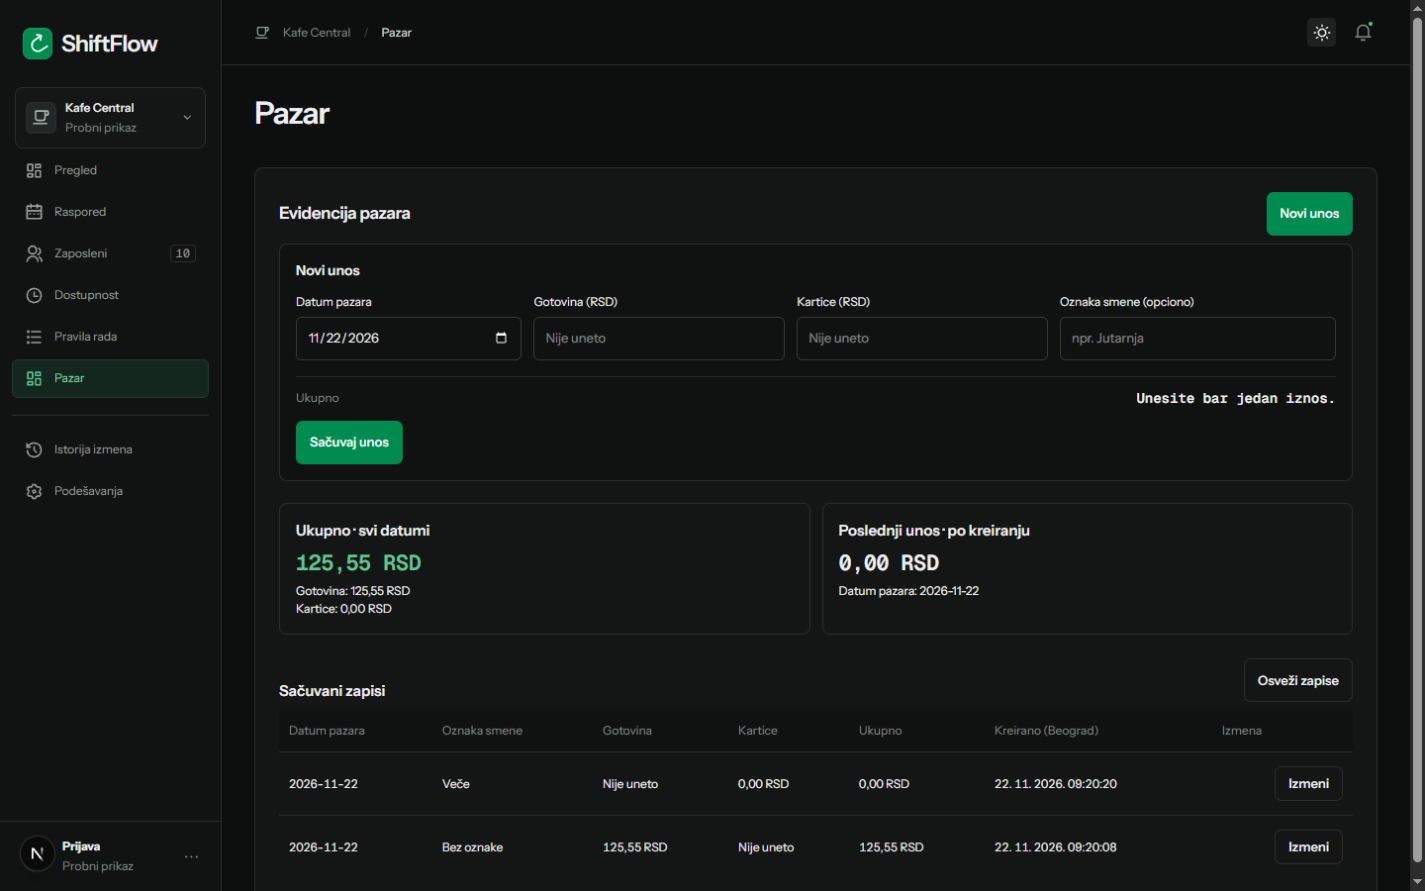 ShiftFlow
Kafe Central
Probni prikaz
Pregled
Raspored
Zaposleni 10
Dostupnost
Pravila rada
Pazar
Istorija izmena
Podešavanja
N Prijava
Probni prikaz
...
Kafe Central / Pazar
Pazar
Evidencija pazara
Novi unos
Novi unos
Datum pazara Gotovina (RSD) Kartice (RSD) Oznaka smene (opciono)
11/22/2026 Nije uneto Nije uneto npr. Jutarnja
Ukupno Unesite bar jedan iznos.
Sačuvaj unos
Ukupno · svi datumi
125,55 RSD
Gotovina: 125,55 RSD
Kartice: 0,00 RSD
Poslednji unos · po kreiranju
0,00 RSD
Datum pazara: 2026-11-22
Sačuvani zapisi
Osveži zapise
Datum pazara Oznaka smene Gotovina Kartice Ukupno Kreirano (Beograd) Izmena
2026-11-22 Veče Nije uneto 0,00 RSD 0,00 RSD 22. 11. 2026. 09:20:20 Izmeni
2026-11-22 Bez oznake 125,55 RSD Nije uneto 125,55 RSD 22. 11. 2026. 09:20:08 Izmeni